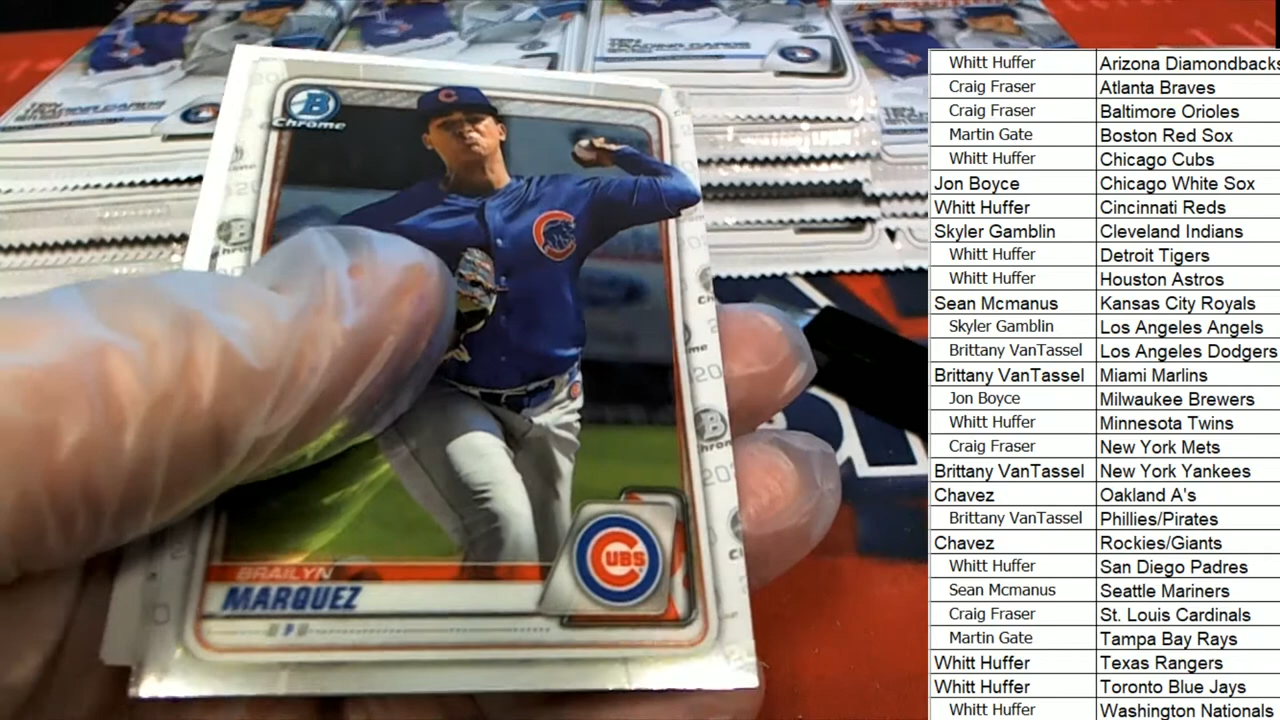 TEN
TRADING CARDS
B
Chrome
C
CUBS
BRAILYN
MARQUEZ
P
Whitt Huffer Arizona Diamondbacks
Craig Fraser Atlanta Braves
Craig Fraser Baltimore Orioles
Martin Gate Boston Red Sox
Whitt Huffer Chicago Cubs
Jon Boyce Chicago White Sox
Whitt Huffer Cincinnati Reds
Skyler Gamblin Cleveland Indians
Whitt Huffer Detroit Tigers
Whitt Huffer Houston Astros
Sean Mcmanus Kansas City Royals
Skyler Gamblin Los Angeles Angels
Brittany VanTassel Los Angeles Dodgers
Brittany VanTassel Miami Marlins
Jon Boyce Milwaukee Brewers
Whitt Huffer Minnesota Twins
Craig Fraser New York Mets
Brittany VanTassel New York Yankees
Chavez Oakland A's
Brittany VanTassel Phillies/Pirates
Chavez Rockies/Giants
Whitt Huffer San Diego Padres
Sean Mcmanus Seattle Mariners
Craig Fraser St. Louis Cardinals
Martin Gate Tampa Bay Rays
Whitt Huffer Texas Rangers
Whitt Huffer Toronto Blue Jays
Whitt Huffer Washington Nationals